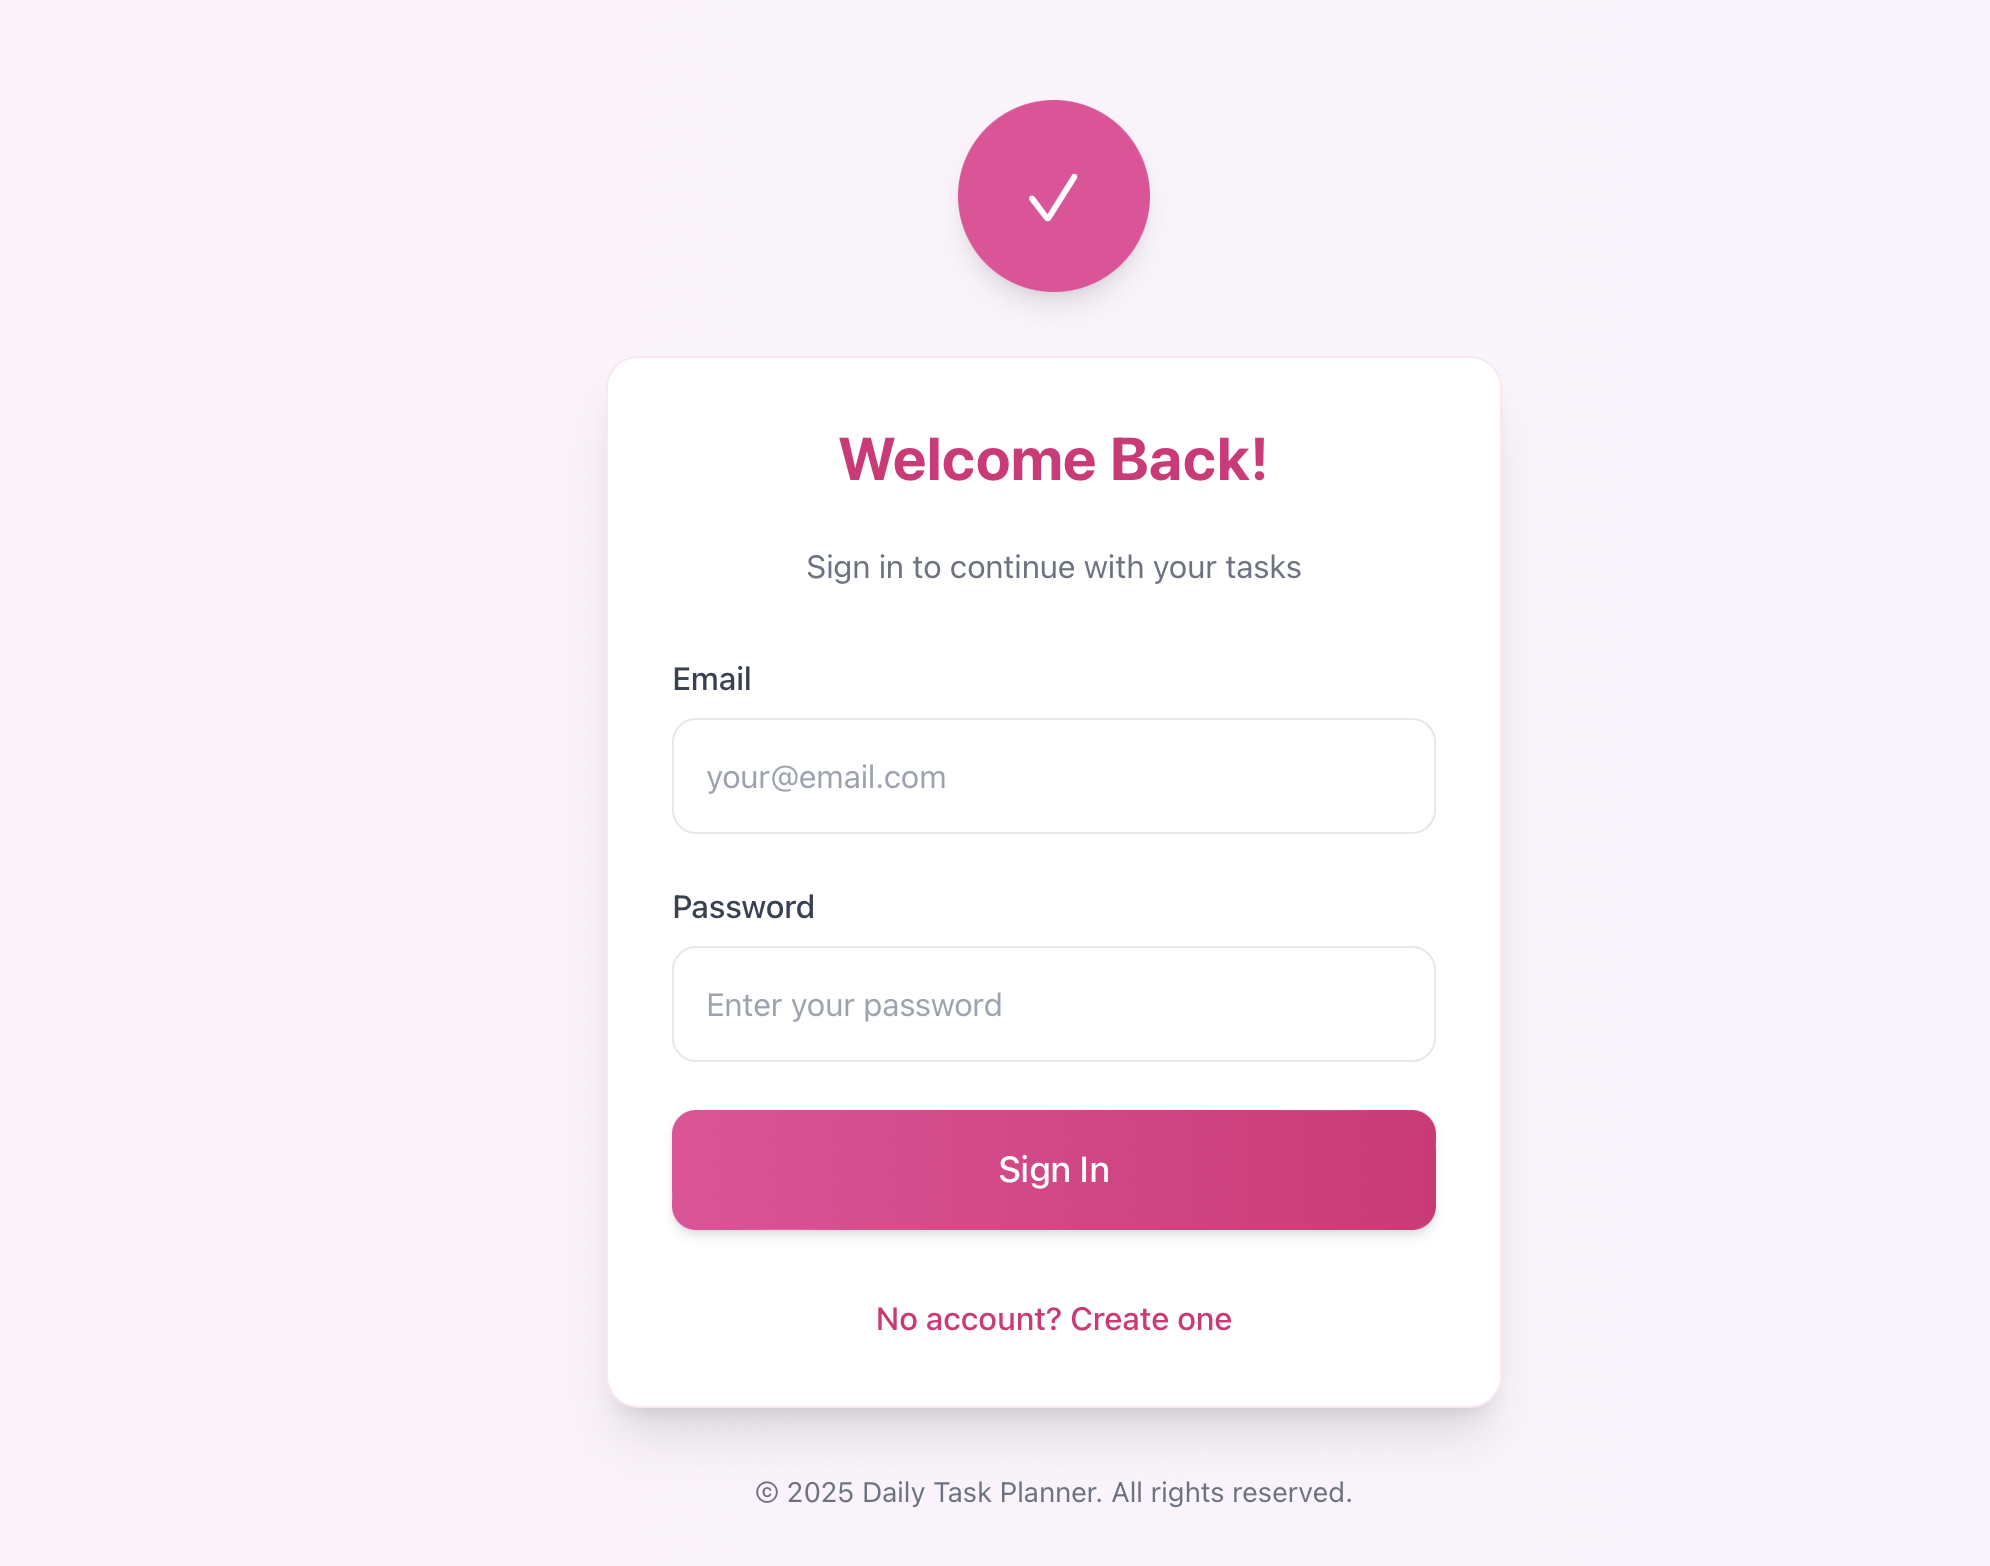 Welcome Back!
Sign in to continue with your tasks
Email
your@email.com
Password
Enter your password
Sign In
No account? Create one
© 2025 Daily Task Planner. All rights reserved.